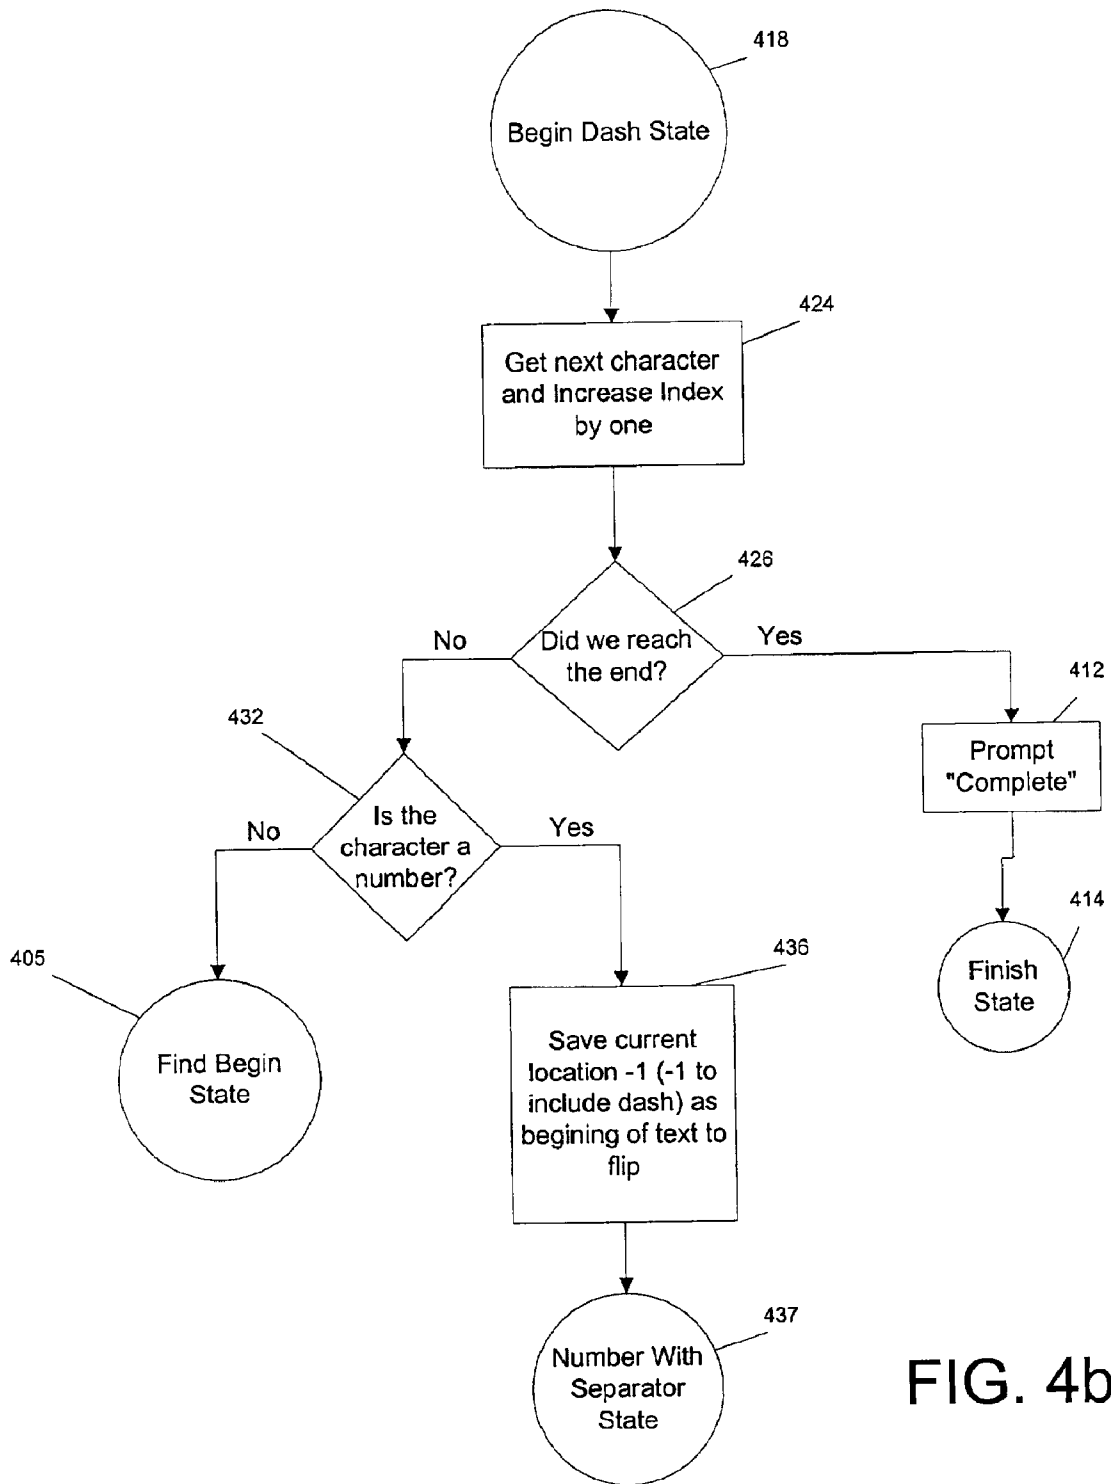 418
Begin Dash State
424
Get next character
and Increase Index
by one
426
No
Did we reach
the end?
Yes
412
Prompt
"Complete"
432
No
Is the
character a
number?
Yes
414
Finish
State
405
Find Begin
State
436
Save current
location -1 (-1 to
include dash) as
begining of text to
flip
437
Number With
Separator
State
FIG. 4b